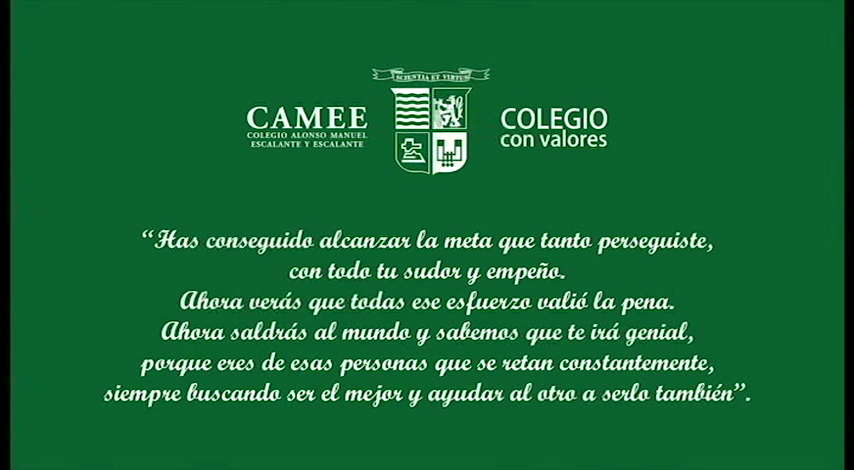 SCIENTIA ET VIRTUS
CAMEE
COLEGIO ALONSO MANUEL
ESCALANTE Y ESCALANTE
COLEGIO
con valores
“Has conseguido alcanzar la meta que tanto perseguiste,
con todo tu sudor y empeño.
Ahora verás que todas ese esfuerzo valió la pena.
Ahora saldrás al mundo y sabemos que te irá genial,
porque eres de esas personas que se retan constantemente,
siempre buscando ser el mejor y ayudar al otro a serlo también”.